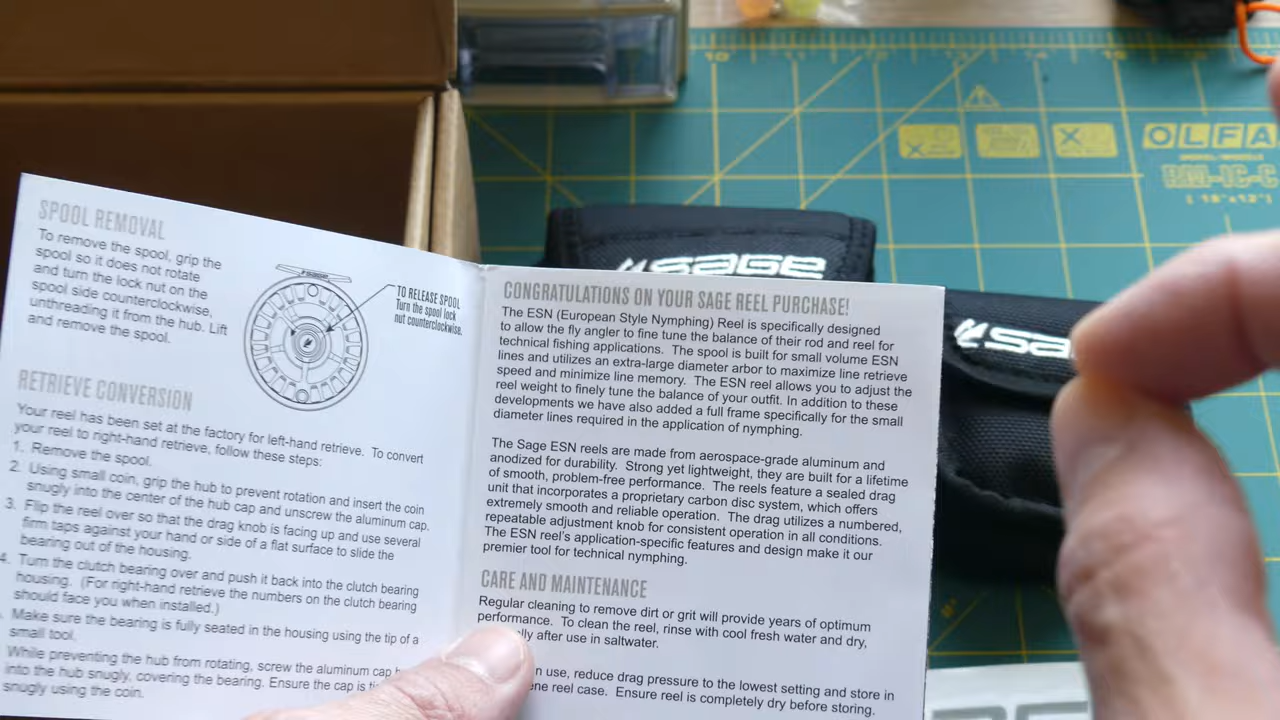 SPOOL REMOVAL
To remove the spool, grip the
spool so it does not rotate
and turn the lock nut on the
spool side counterclockwise,
unthreading it from the hub. Lift
and remove the spool.
TO RELEASE SPOOL
Turn the spool lock
nut counterclockwise.
RETRIEVE CONVERSION
Your reel has been set at the factory for left-hand retrieve. To convert
your reel to right-hand retrieve, follow these steps:
1. Remove the spool.
2. Using small coin, grip the hub to prevent rotation and insert the coin
snugly into the center of the hub cap and unscrew the aluminum cap.
3. Flip the reel over so that the drag knob is facing up and use several
firm taps against your hand or side of a flat surface to slide the
bearing out of the housing.
4. Turn the clutch bearing over and push it back into the clutch bearing
housing. (For right-hand retrieve the numbers on the clutch bearing
should face you when installed.)
Make sure the bearing is fully seated in the housing using the tip of a
small tool.
While preventing the hub from rotating, screw the aluminum cap
into the hub snugly, covering the bearing. Ensure the cap is
snugly using the coin.
CONGRATULATIONS ON YOUR SAGE REEL PURCHASE!
The ESN (European Style Nymphing) Reel is specifically designed
to allow the fly angler to fine tune the balance of their rod and reel for
technical fishing applications. The spool is built for small volume ESN
lines and utilizes an extra-large diameter arbor to maximize line retrieve
speed and minimize line memory. The ESN reel allows you to adjust the
reel weight to finely tune the balance of your outfit. In addition to these
developments we have also added a full frame specifically for the small
diameter lines required in the application of nymphing.
The Sage ESN reels are made from aerospace-grade aluminum and
anodized for durability. Strong yet lightweight, they are built for a lifetime
of smooth, problem-free performance. The reels feature a sealed drag
unit that incorporates a proprietary carbon disc system, which offers
extremely smooth and reliable operation. The drag utilizes a numbered,
repeatable adjustment knob for consistent operation in all conditions.
The ESN reel's application-specific features and design make it our
premier tool for technical nymphing.
CARE AND MAINTENANCE
Regular cleaning to remove dirt or grit will provide years of optimum
performance. To clean the reel, rinse with cool fresh water and dry,
after use in saltwater.
use, reduce drag pressure to the lowest setting and store in
reel case. Ensure reel is completely dry before storing.
SAGE
OLFA
10